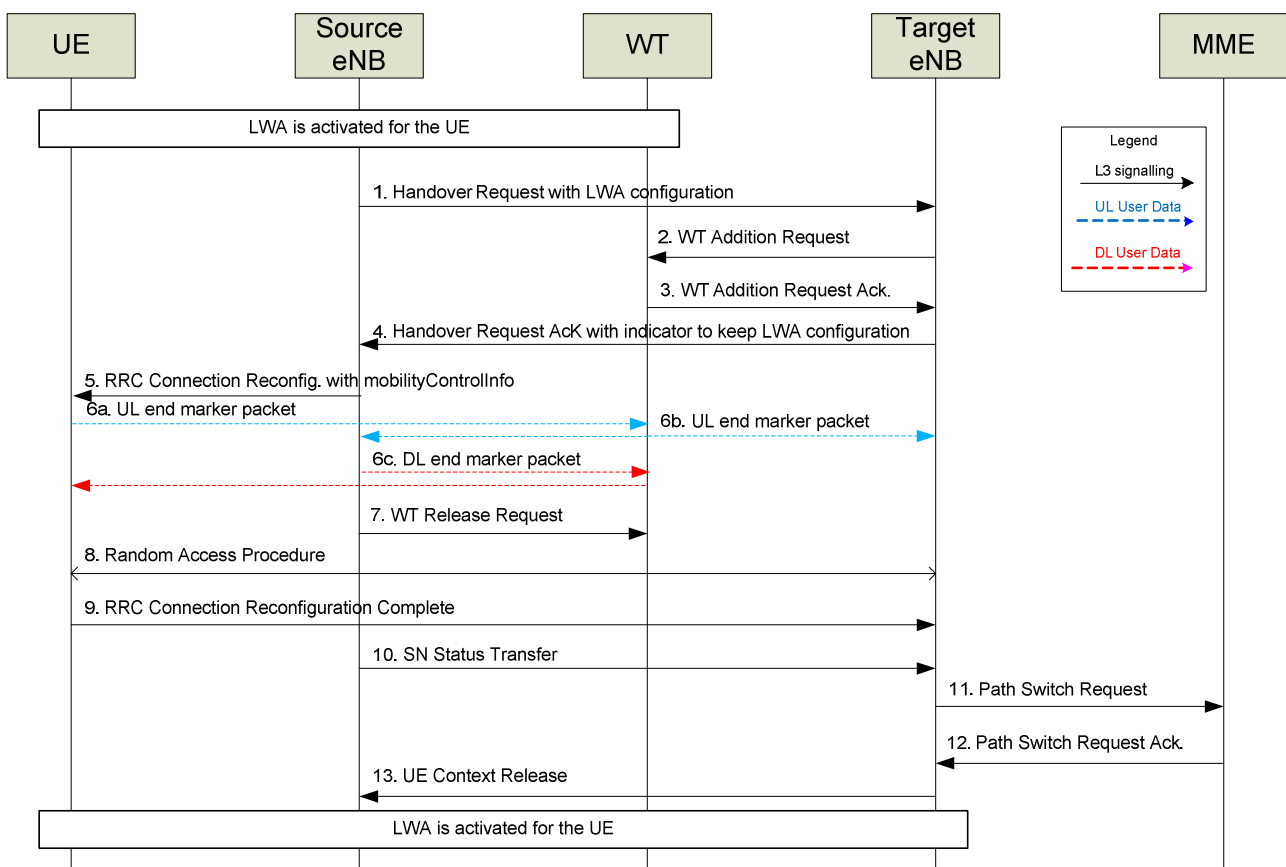 UE
Source
eNB
WT
Target
eNB
MME
LWA is activated for the UE
Legend
L3 signalling
UL User Data
DL User Data
1. Handover Request with LWA configuration
2. WT Addition Request
3. WT Addition Request Ack.
4. Handover Request AcK with indicator to keep LWA configuration
5. RRC Connection Reconfig. with mobilityControlInfo
6a. UL end marker packet
6b. UL end marker packet
6c. DL end marker packet
7. WT Release Request
8. Random Access Procedure
9. RRC Connection Reconfiguration Complete
10. SN Status Transfer
11. Path Switch Request
12. Path Switch Request Ack.
13. UE Context Release
LWA is activated for the UE